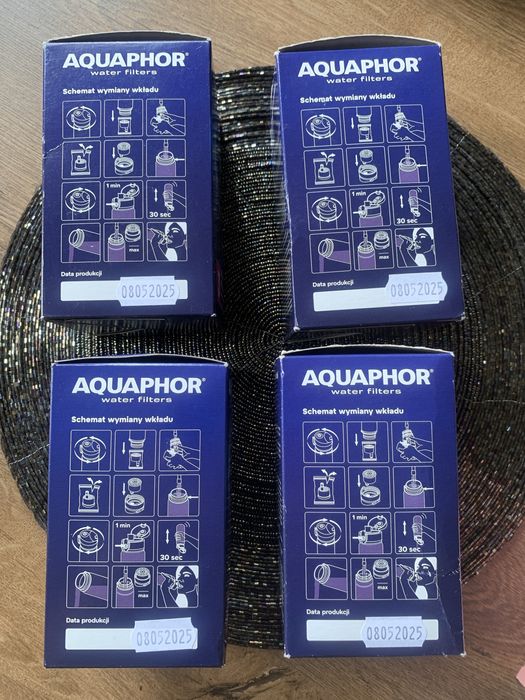 AQUAPHOR®
water filters
Schemat wymiany wkładu
1 min
30 sec
max
Data produkcji
08052025
AQUAPHOR®
water filters
Schemat wymiany wkładu
1 min
30 sec
max
Data produkcji
08052025
AQUAPHOR®
water filters
Schemat wymiany wkładu
1 min
30 sec
max
Data produkcji
08052025
AQUAPHOR®
water filters
Schemat wymiany wkładu
1 min
30 sec
max
Data produkcji
08052025